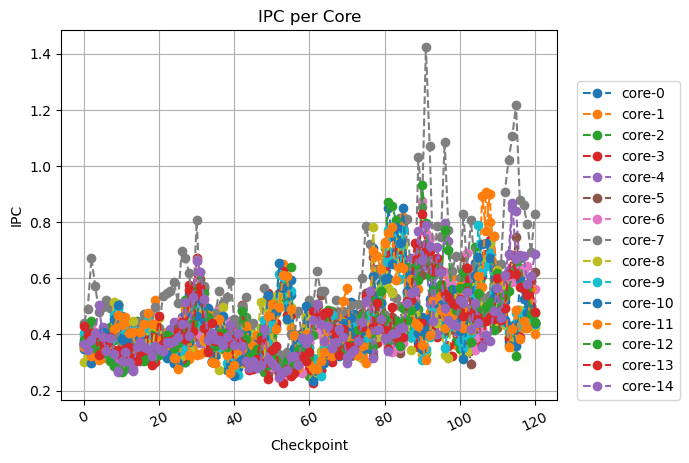 IPC per Core
IPC
1.4
1.2
1.0
0.8
0.6
0.4
0.2
0
20
40
60
80
100
120
Checkpoint
core-0
core-1
core-2
core-3
core-4
core-5
core-6
core-7
core-8
core-9
core-10
core-11
core-12
core-13
core-14